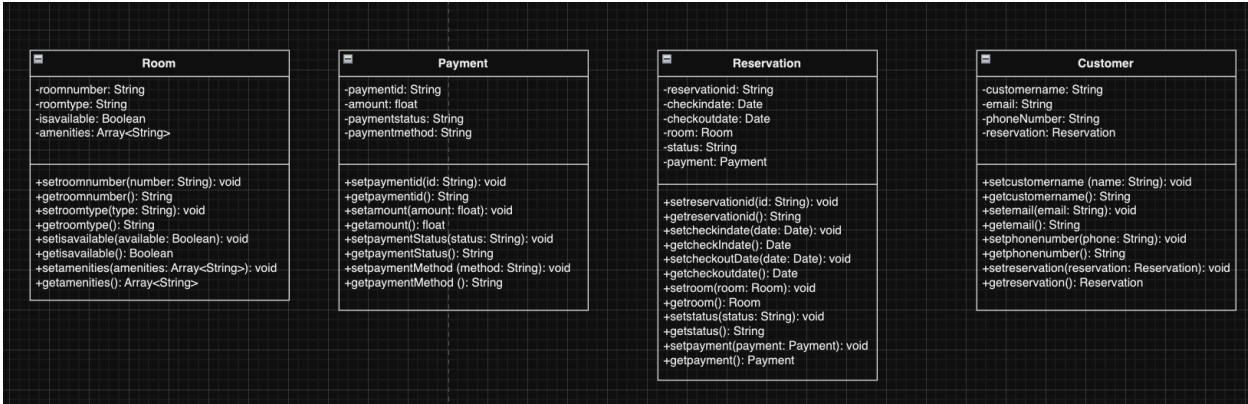 Room
-roomnumber: String
-roomtype: String
-isavailable: Boolean
-amenities: Array<String>
+setroomnumber(number: String): void
+getroomnumber(): String
+setroomtype(type: String): void
+getroomtype(): String
+setisavailable(available: Boolean): void
+getisavailable(): Boolean
+setamenities(amenities: Array<String>): void
+getamenities(): Array<String>
Payment
-paymentid: String
-amount: float
-paymentstatus: String
-paymentmethod: String
+setpaymentid(id: String): void
+getpaymentid(): String
+setamount(amount: float): void
+getamount(): float
+setpaymentStatus(status: String): void
+getpaymentStatus(): String
+setpaymentMethod (method: String): void
+getpaymentMethod (): String
Reservation
-reservationid: String
-checkindate: Date
-checkoutdate: Date
-room: Room
-status: String
-payment: Payment
+setreservationid(id: String): void
+getreservationid(): String
+setcheckindate(date: Date): void
+getcheckIndate(): Date
+setcheckoutDate(date: Date): void
+getcheckoutdate(): Date
+setroom(room: Room): void
+getroom(): Room
+setstatus(status: String): void
+getstatus(): String
+setpayment(payment: Payment): void
+getpayment(): Payment
Customer
-customername: String
-email: String
-phoneNumber: String
-reservation: Reservation
+setcustomername (name: String): void
+getcustomername(): String
+setemail(email: String): void
+getemail(): String
+setphonenumber(phone: String): void
+getphonenumber(): String
+setreservation(reservation: Reservation): void
+getreservation(): Reservation